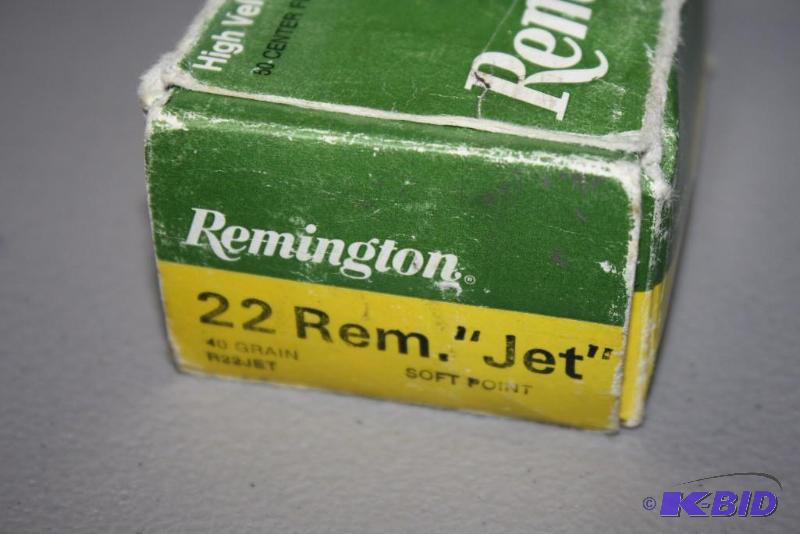 High Vel
50 CENTER F
Rem
Remington®
22 Rem. "Jet"
40 GRAIN
R22JET
SOFT POINT
© K-BID